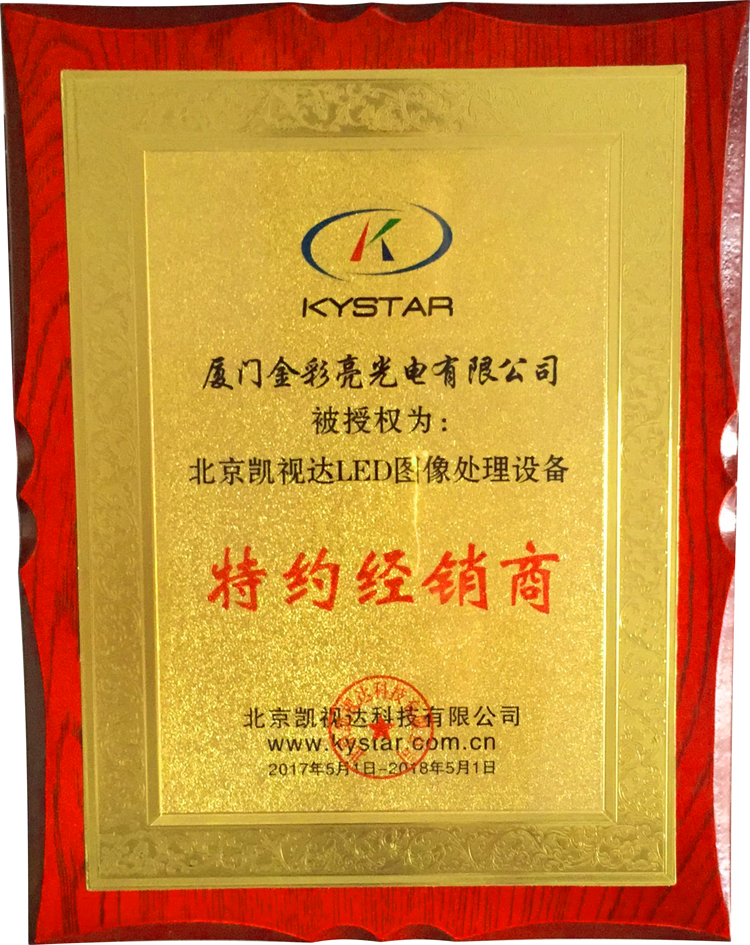 KYSTAR
厦门金彩亮光电有限公司
被授权为：
北京凯视达LED图像处理设备
特约经销商
北京凯视达科技有限公司
www.kystar.com.cn
2017年5月1日-2018年5月1日